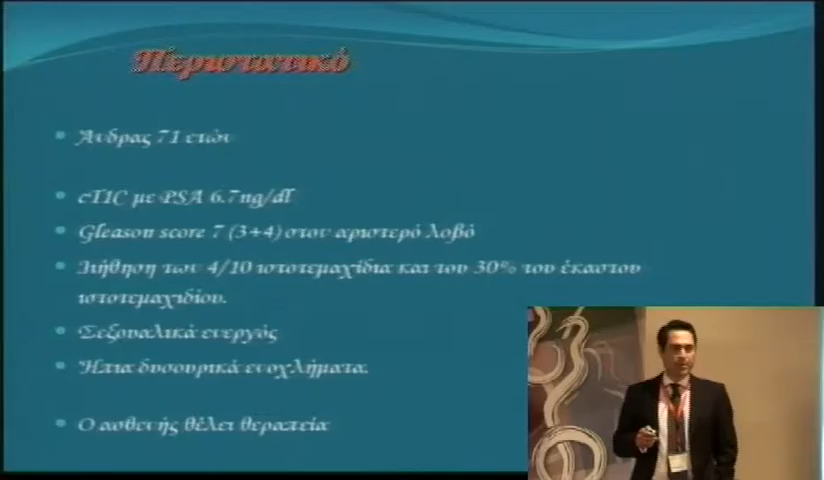 Περιστατικό
Άνδρας 71 ετών
cT1C με PSA 6.7ng/dl
Gleason score 7 (3+4) στον αριστερό λοβό
Διήθηση των 4/10 ιστοτεμαχίδια και του 30% του έκαστου
ιστοτεμαχιδίου.
Σεξουαλικά ενεργός
Ήπια δυσουρικά ενοχλήματα.
Ο ασθενής θέλει θεραπεία